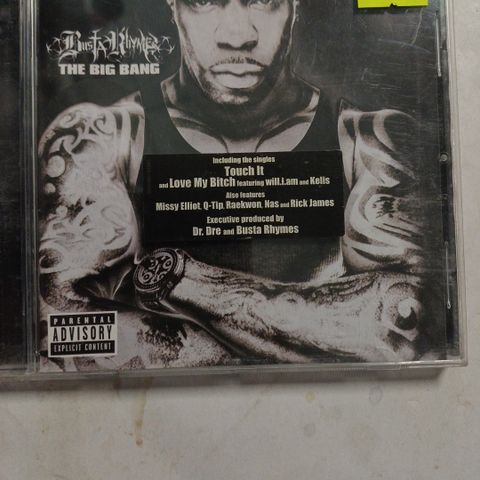 Busta Rhymes
THE BIG BANG
Including the singles
Touch It
and Love My Bitch featuring will.i.am and Kelis
Also features
Missy Elliot, Q-Tip, Raekwon, Nas and Rick James
Executive produced by
Dr. Dre and Busta Rhymes
PARENTAL
ADVISORY
EXPLICIT CONTENT